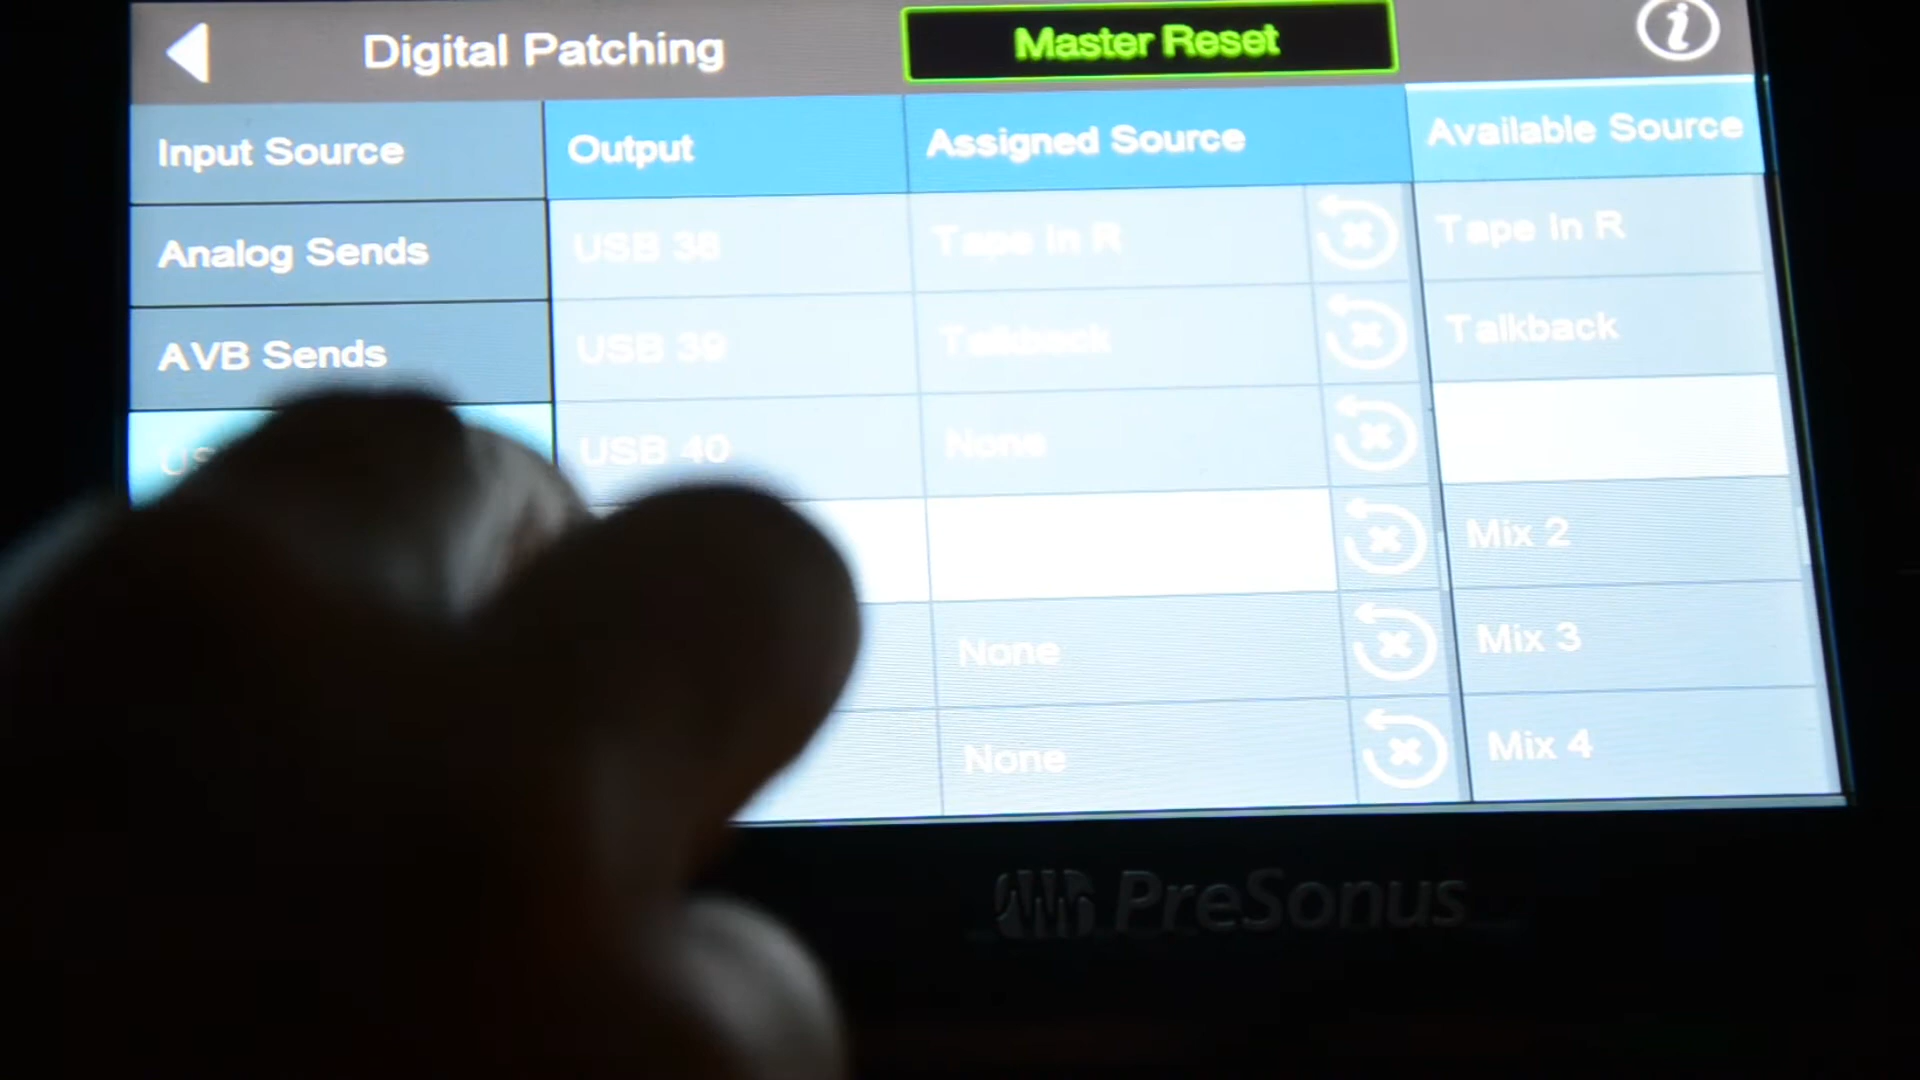 Digital Patching
Master Reset
i
Input Source
Output
Assigned Source
Available Source
Analog Sends
USB 38
Tape In R
Tape In R
AVB Sends
USB 39
Talkback
Talkback
US
USB 40
None
Mix 2
None
Mix 3
None
Mix 4
PreSonus